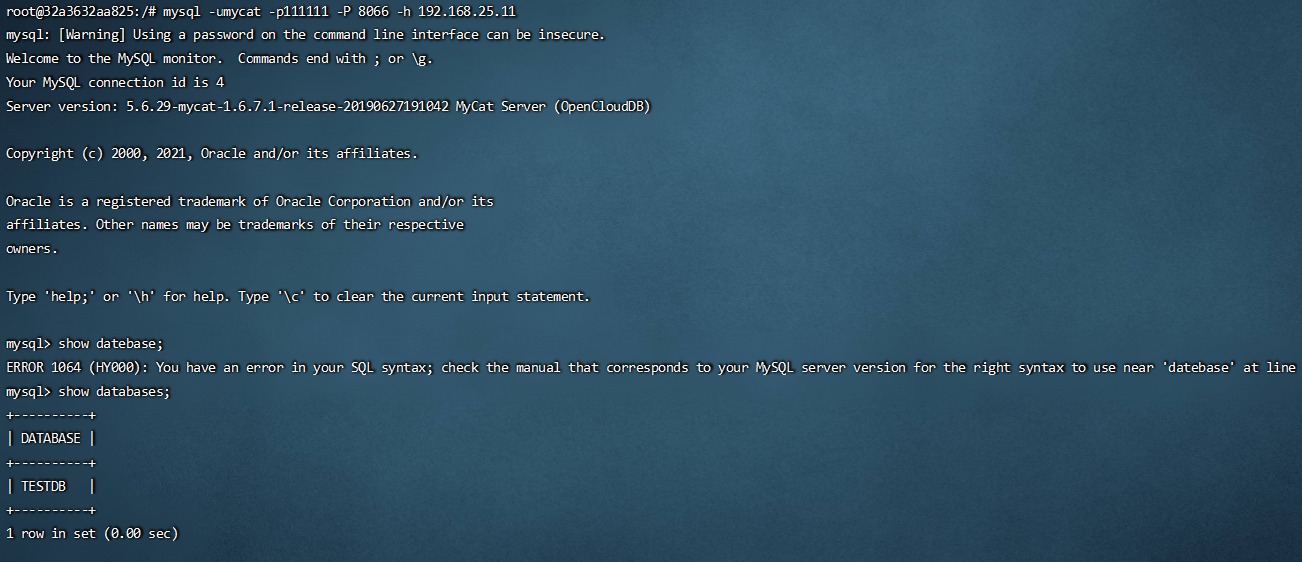 root@32a3632aa825:/# mysql -umycat -p111111 -P 8066 -h 192.168.25.11
mysql: [Warning] Using a password on the command line interface can be insecure.
Welcome to the MySQL monitor.  Commands end with ; or \g.
Your MySQL connection id is 4
Server version: 5.6.29-mycat-1.6.7.1-release-20190627191042 MyCat Server (OpenCloudDB)
Copyright (c) 2000, 2021, Oracle and/or its affiliates.
Oracle is a registered trademark of Oracle Corporation and/or its
affiliates. Other names may be trademarks of their respective
owners.
Type 'help;' or '\h' for help. Type '\c' to clear the current input statement.
mysql> show datebase;
ERROR 1064 (HY000): You have an error in your SQL syntax; check the manual that corresponds to your MySQL server version for the right syntax to use near 'datebase' at line
mysql> show databases;
+----------+
| DATABASE |
+----------+
| TESTDB   |
+----------+
1 row in set (0.00 sec)